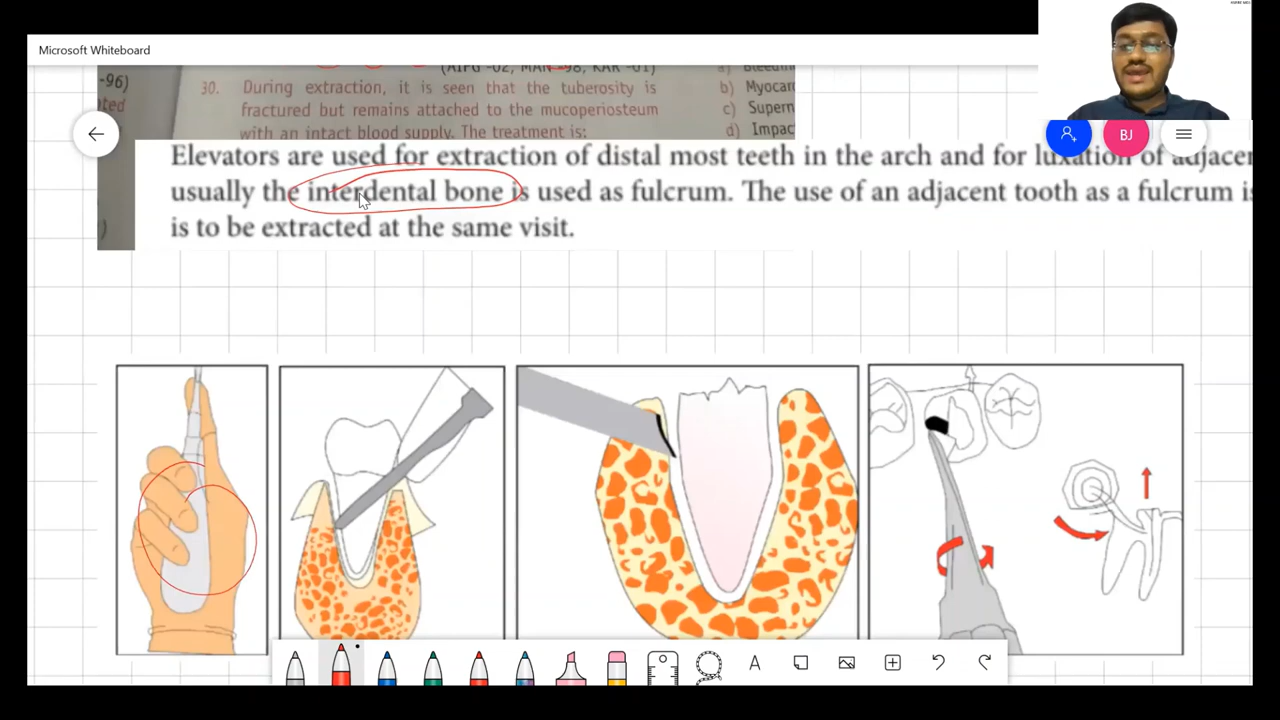 Microsoft Whiteboard
-96)
(AIPG -02, MAN -98, KAR -01)
30. During extraction, it is seen that the tuberosity is
fractured but remains attached to the mucoperiosteum
with an intact blood supply. The treatment is:
b) Myocar
c) Supern
d) Impac
BJ
Elevators are used for extraction of distal most teeth in the arch and for luxation of adjacer
usually the interdental bone is used as fulcrum. The use of an adjacent tooth as a fulcrum is
is to be extracted at the same visit.